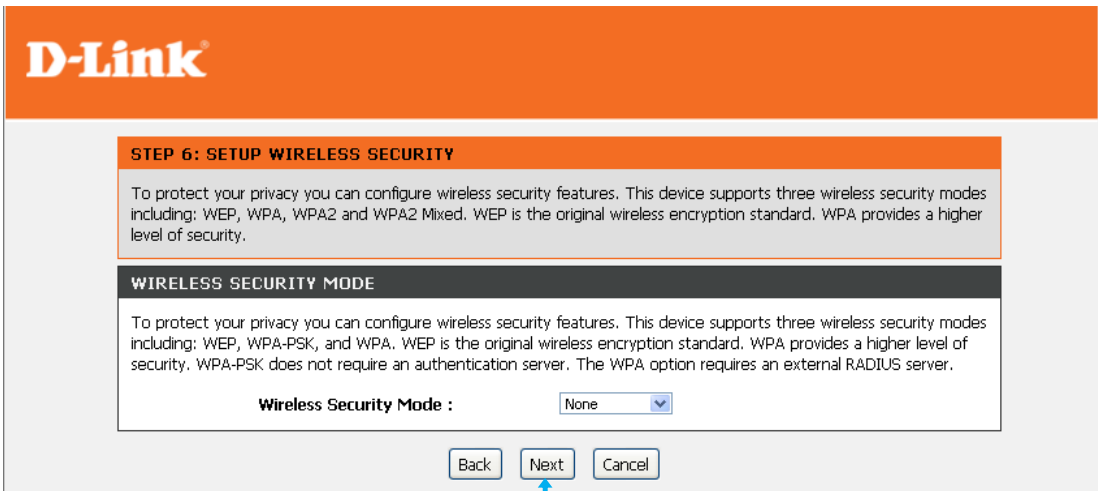 D-Link®
STEP 6: SETUP WIRELESS SECURITY
To protect your privacy you can configure wireless security features. This device supports three wireless security modes
including: WEP, WPA, WPA2 and WPA2 Mixed. WEP is the original wireless encryption standard. WPA provides a higher
level of security.
WIRELESS SECURITY MODE
To protect your privacy you can configure wireless security features. This device supports three wireless security modes
including: WEP, WPA-PSK, and WPA. WEP is the original wireless encryption standard. WPA provides a higher level of
security. WPA-PSK does not require an authentication server. The WPA option requires an external RADIUS server.
Wireless Security Mode : None
Back Next Cancel